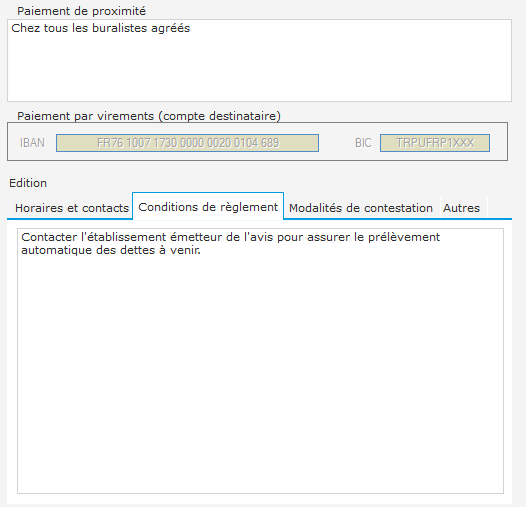 Paiement de proximité
Chez tous les buralistes agréés
Paiement par virements (compte destinataire)
IBAN FR76 1007 1730 0000 0020 0104 689 BIC TRPUFRP1XXX
Edition
Horaires et contacts Conditions de règlement Modalités de contestation Autres
Contacter l'établissement émetteur de l'avis pour assurer le prélèvement
automatique des dettes à venir.